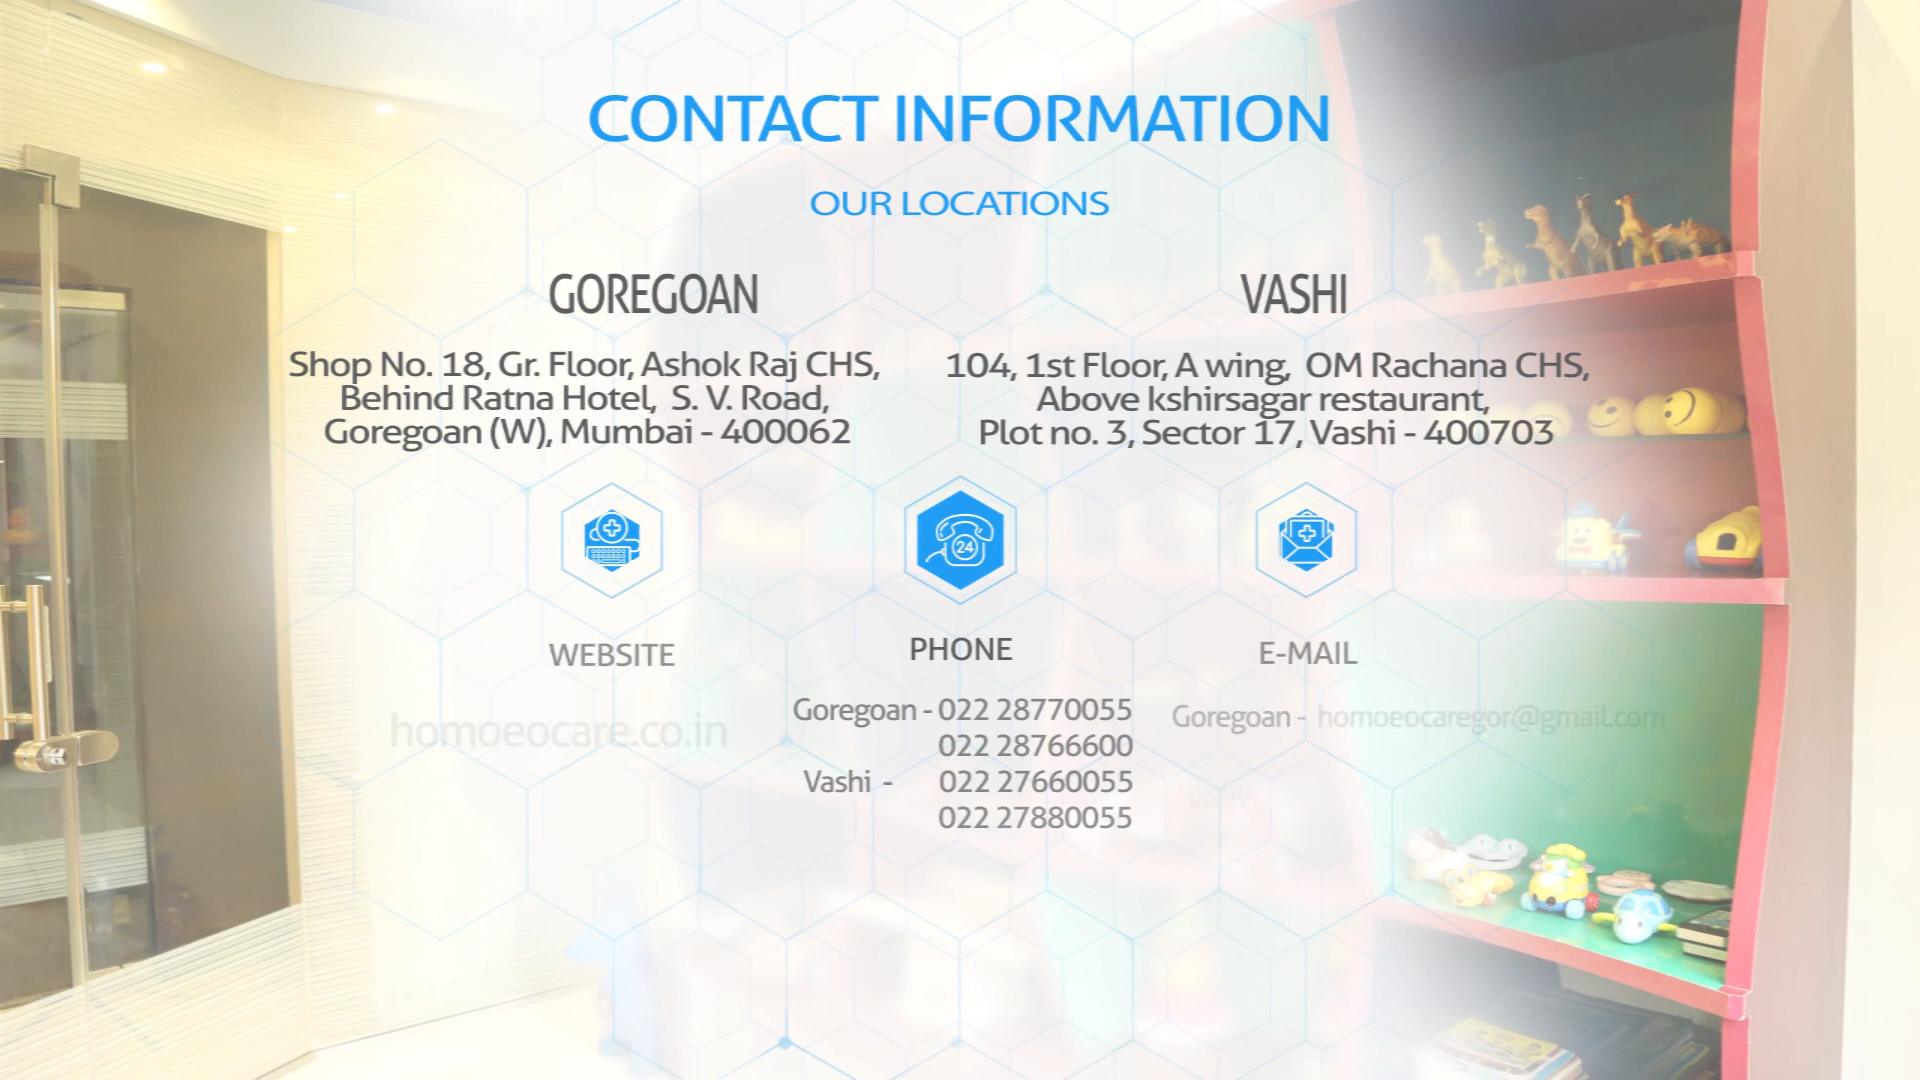 CONTACT INFORMATION
OUR LOCATIONS
GOREGOAN
Shop No. 18, Gr. Floor, Ashok Raj CHS,
Behind Ratna Hotel, S. V. Road,
Goregoan (W), Mumbai - 400062
VASHI
104, 1st Floor, A wing, OM Rachana CHS,
Above kshirsagar restaurant,
Plot no. 3, Sector 17, Vashi - 400703
WEBSITE
homoeocare.co.in
24
PHONE
Goregoan - 022 28770055
022 28766600
Vashi - 022 27660055
022 27880055
E-MAIL
Goregoan - homoeocaregor@gmail.com